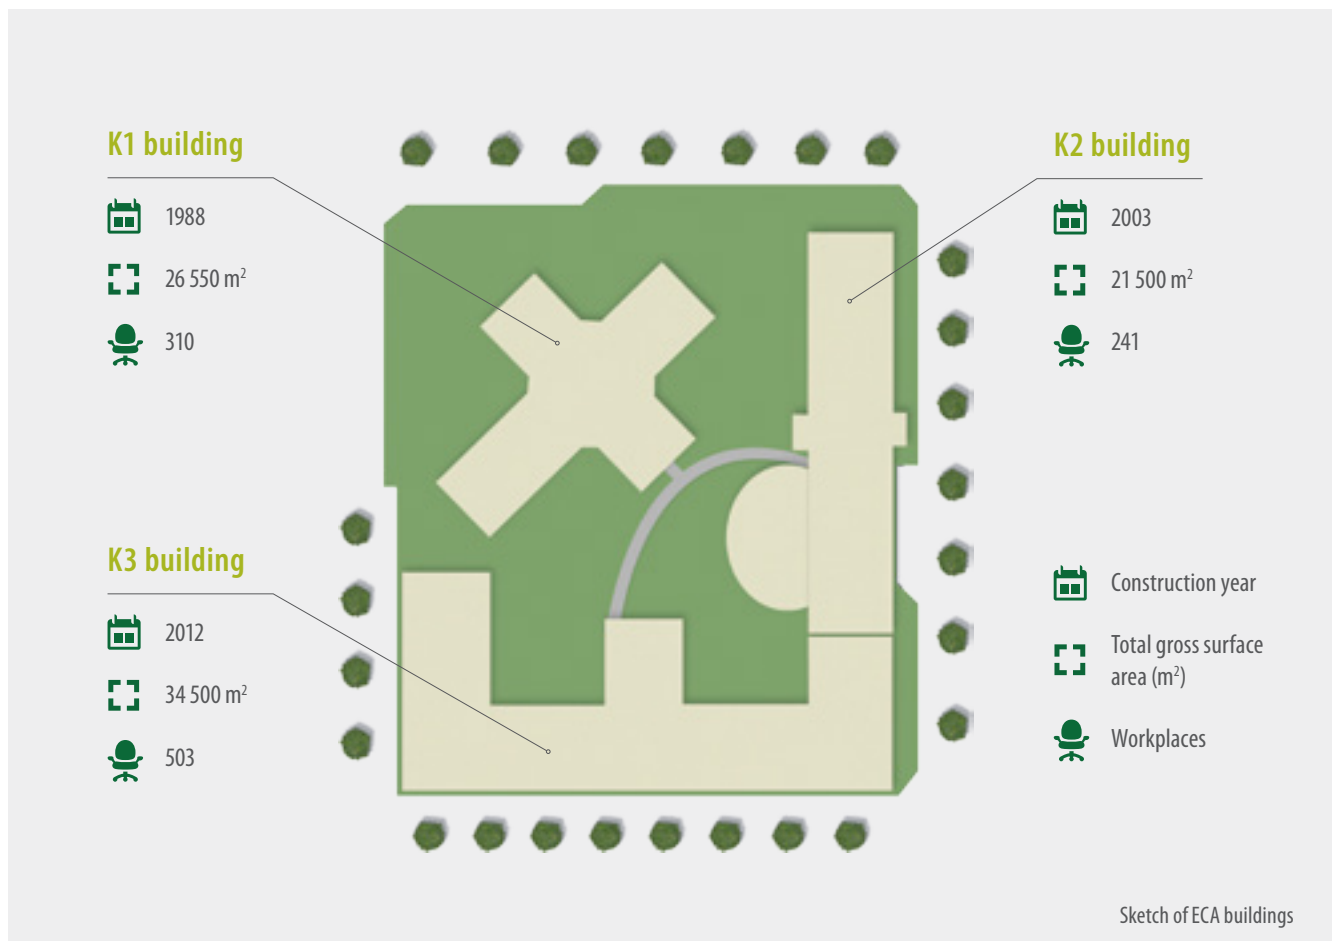 K1 building
1988
26 550 m²
310
K2 building
2003
21 500 m²
241
K3 building
2012
34 500 m²
503
Construction year
Total gross surface
area (m²)
Workplaces
Sketch of ECA buildings